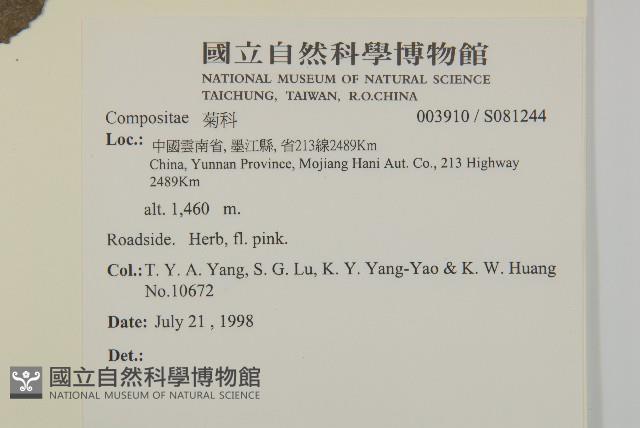 國立自然科學博物館
NATIONAL MUSEUM OF NATURAL SCIENCE
TAICHUNG, TAIWAN, R.O.CHINA
Compositae 菊科 003910 / S081244
Loc.: 中國雲南省, 墨江縣, 省213線2489Km
China, Yunnan Province, Mojiang Hani Aut. Co., 213 Highway
2489Km
alt. 1,460 m.
Roadside. Herb, fl. pink.
Col.: T. Y. A. Yang, S. G. Lu, K. Y. Yang-Yao & K. W. Huang
No.10672
Date: July 21 , 1998
Det.:
國立自然科學博物館
NATIONAL MUSEUM OF NATURAL SCIENCE